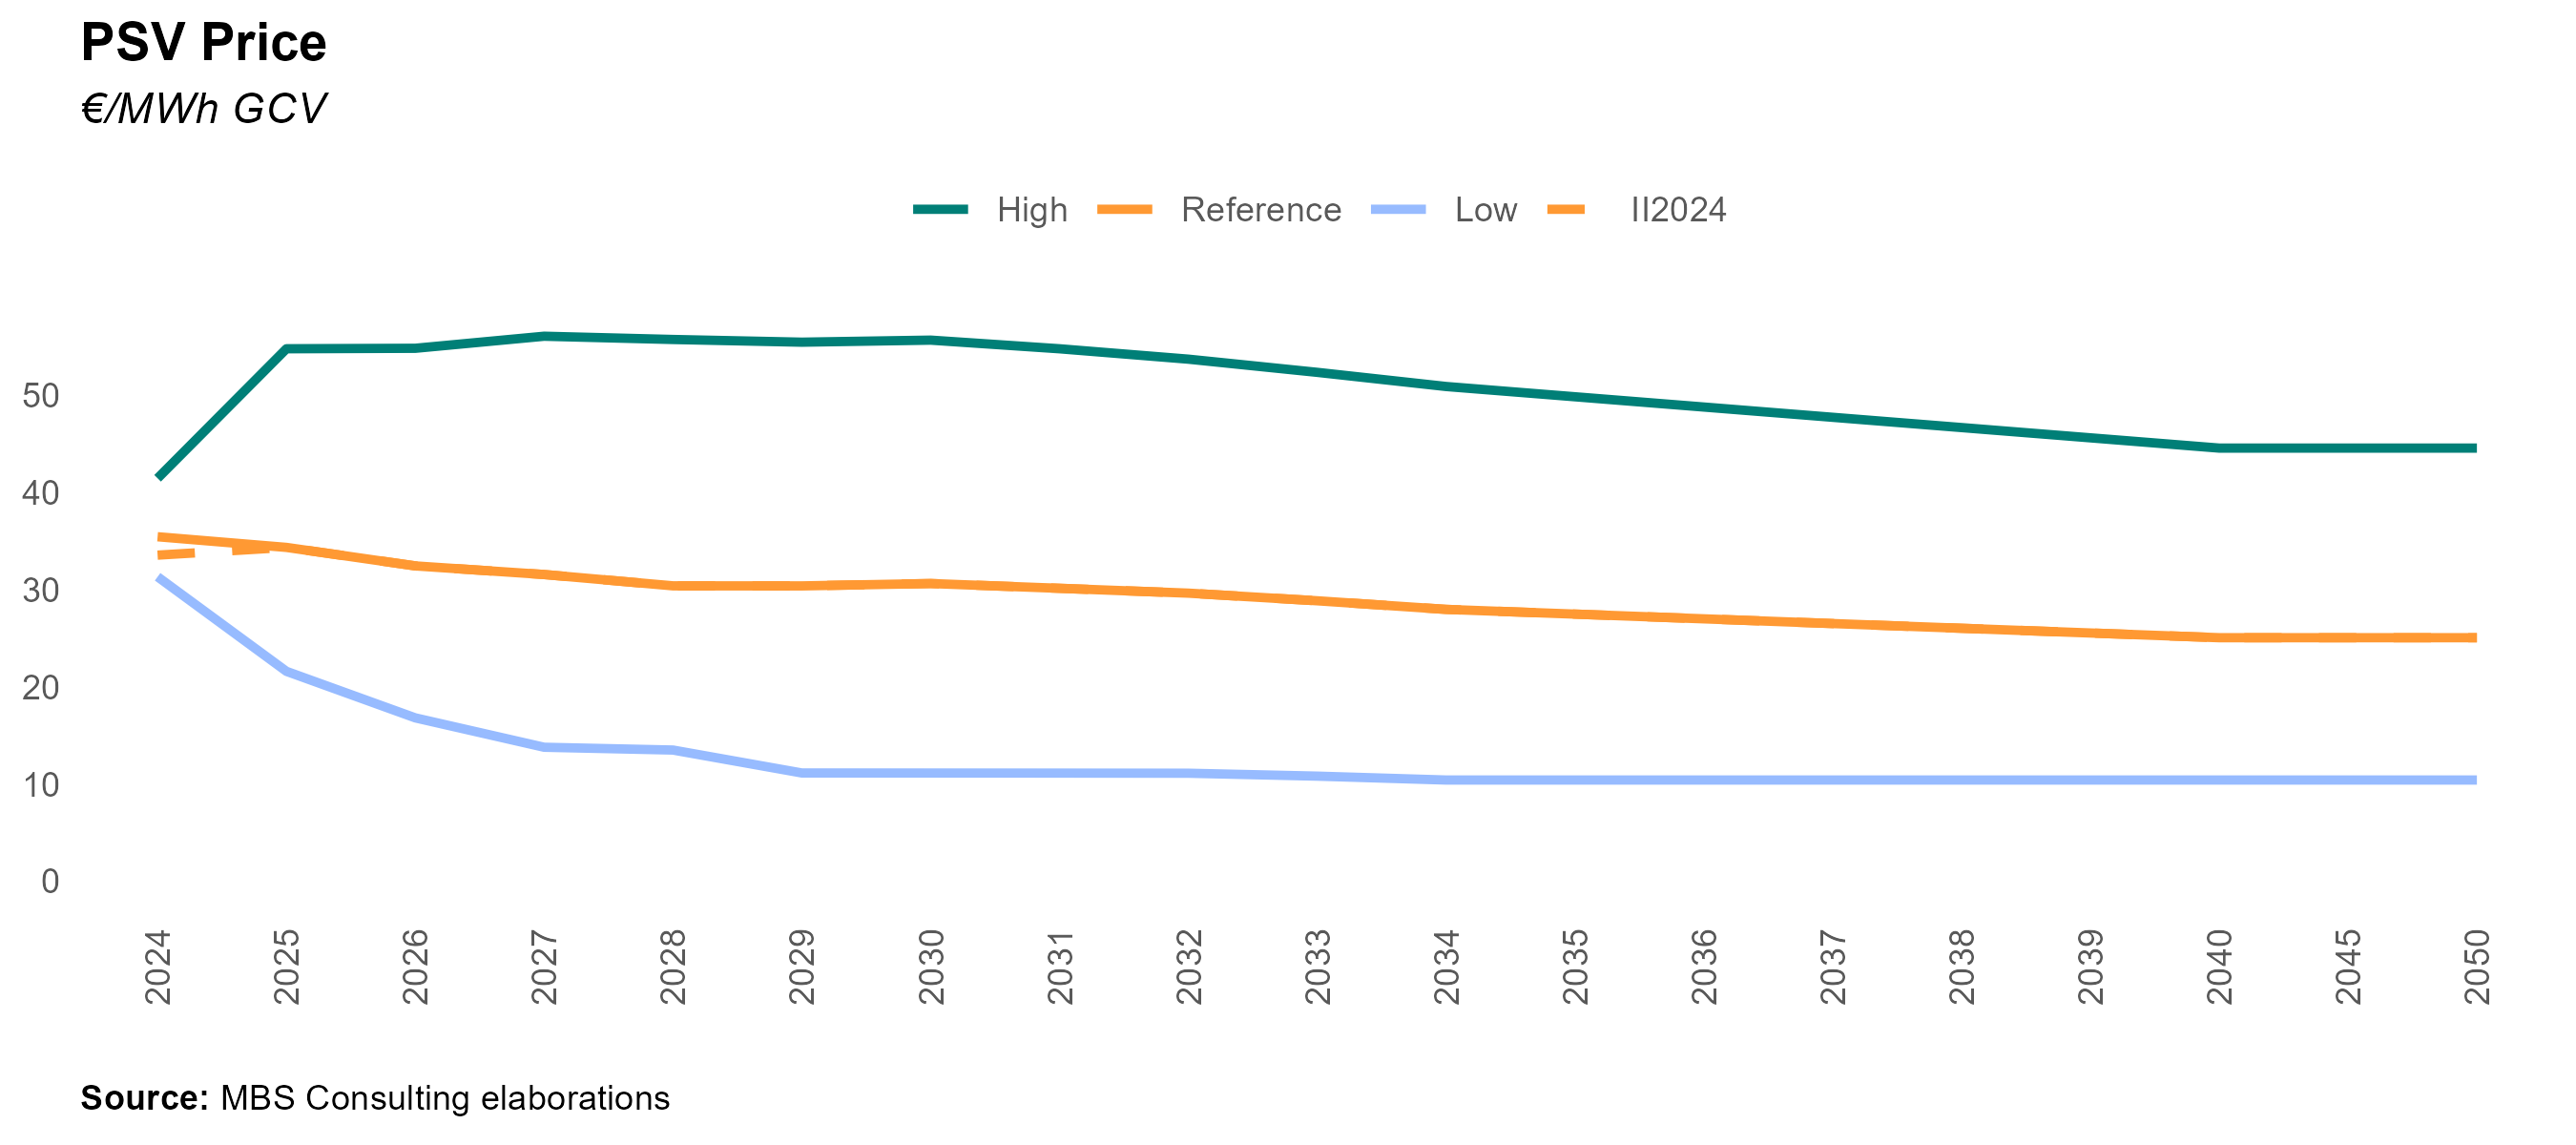 PSV Price
€/MWh GCV
High Reference Low II2024
50
40
30
20
10
0
2024 2025 2026 2027 2028 2029 2030 2031 2032 2033 2034 2035 2036 2037 2038 2039 2040 2045 2050
Source: MBS Consulting elaborations